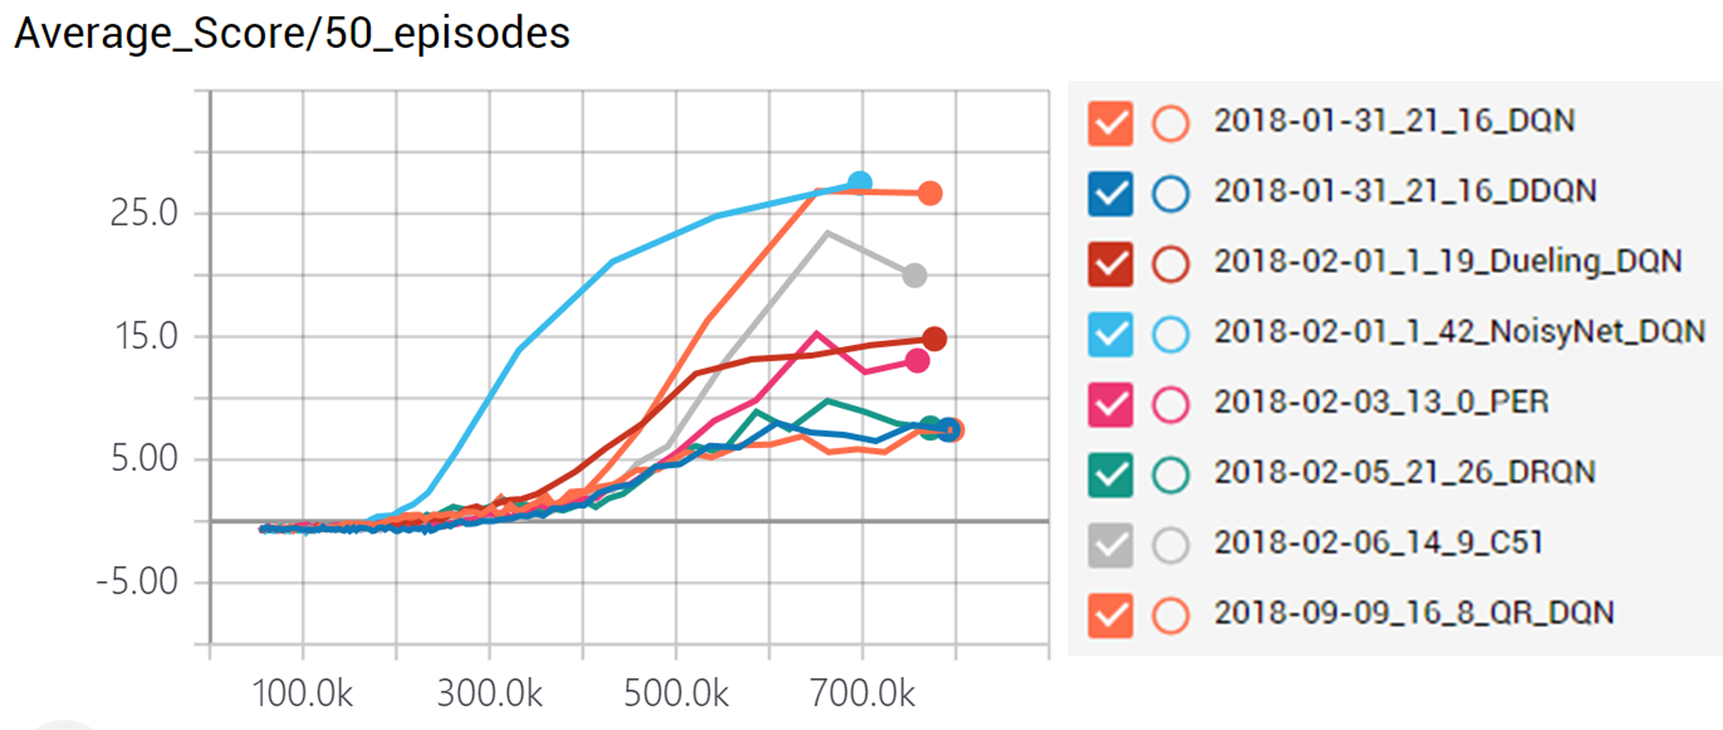 Average_Score/50_episodes
25.0
15.0
5.00
-5.00
100.0k 300.0k 500.0k 700.0k
2018-01-31_21_16_DQN
2018-01-31_21_16_DDQN
2018-02-01_1_19_Dueling_DQN
2018-02-01_1_42_NoisyNet_DQN
2018-02-03_13_0_PER
2018-02-05_21_26_DRQN
2018-02-06_14_9_C51
2018-09-09_16_8_QR_DQN